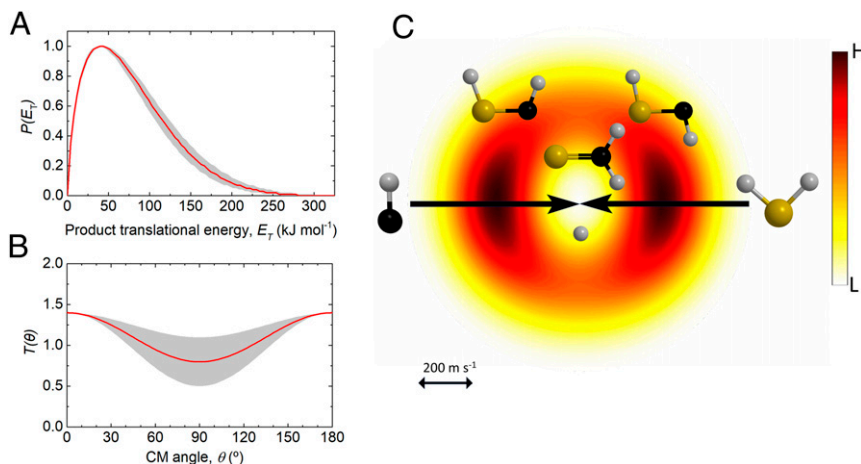 A
P(E_T)
1.0
0.8
0.6
0.4
0.2
0.0
0 50 100 150 200 250 300
Product translational energy, E_T (kJ mol⁻¹)
B
T(θ)
2.0
1.5
1.0
0.5
0.0
0 30 60 90 120 150 180
CM angle, θ (º)
C
H
L
200 m s⁻¹